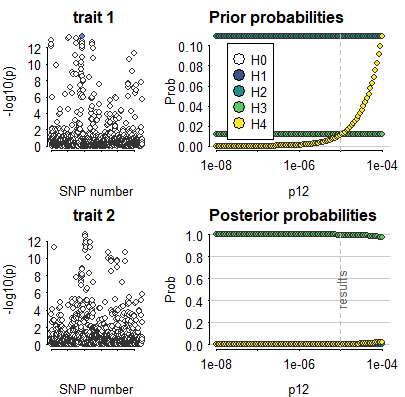 trait 1
Prior probabilities
-log10(p)
12
10
8
6
4
2
0
SNP number
Prob
0.10
0.08
0.06
0.04
0.02
0.00
H0
H1
H2
H3
H4
1e-08
1e-06
1e-04
p12
trait 2
Posterior probabilities
-log10(p)
12
10
8
6
4
2
0
SNP number
Prob
1.0
0.8
0.6
0.4
0.2
0.0
results
1e-08
1e-06
1e-04
p12